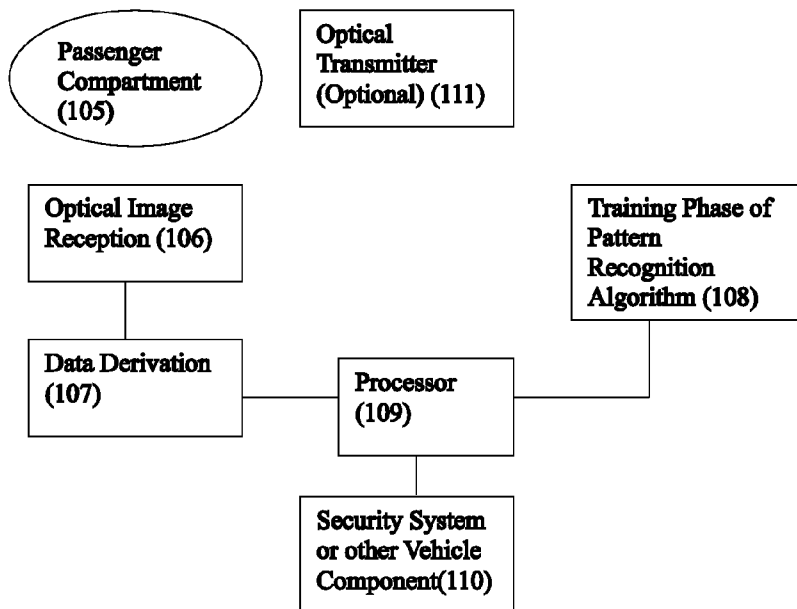 Passenger
Compartment
(105)
Optical
Transmitter
(Optional) (111)
Optical Image
Reception (106)
Training Phase of
Pattern
Recognition
Algorithm (108)
Data Derivation
(107)
Processor
(109)
Security System
or other Vehicle
Component(110)